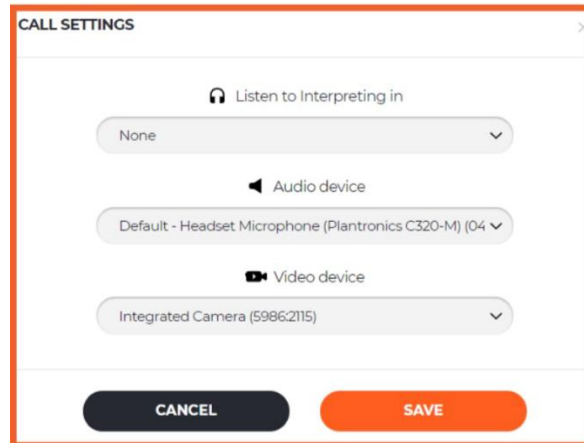 CALL SETTINGS
Listen to Interpreting in
None
Audio device
Default - Headset Microphone (Plantronics C320-M) (04
Video device
Integrated Camera (5986:2115)
CANCEL SAVE